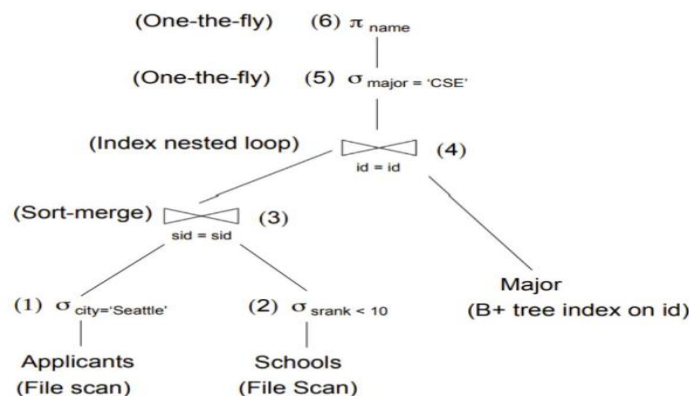 (One-the-fly) (6) π name
(One-the-fly) (5) σ major = 'CSE'
(Index nested loop) (4)
id = id
(Sort-merge) (3)
sid = sid
(1) σ city='Seattle' (2) σ srank < 10 Major
(B+ tree index on id)
Applicants Schools
(File scan) (File Scan)